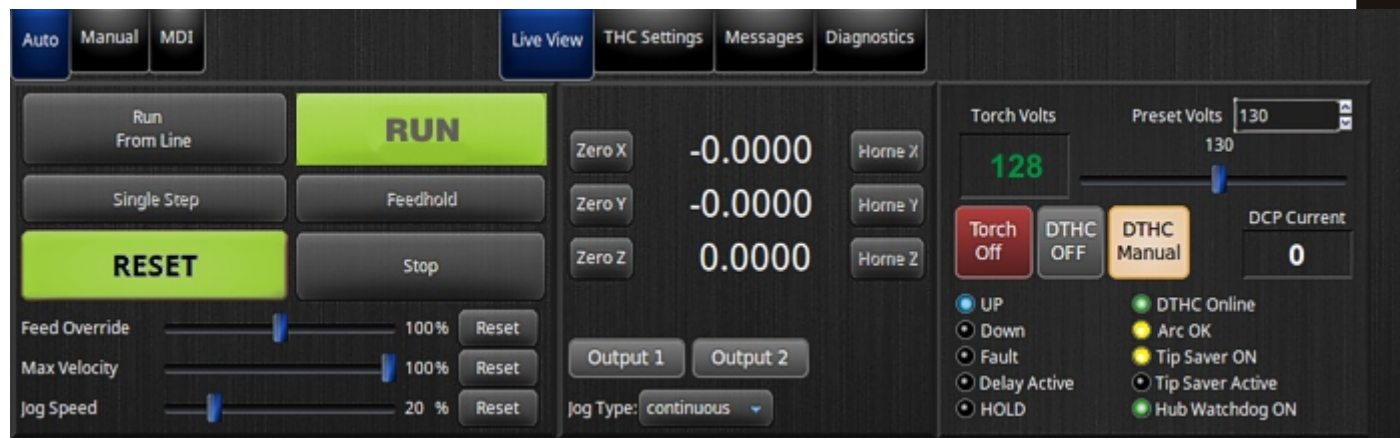 Auto Manual MDI
Live View THC Settings Messages Diagnostics
Run
From Line
RUN
Single Step
Feedhold
RESET
Stop
Feed Override 100% Reset
Max Velocity 100% Reset
Jog Speed 20 % Reset
Zero X -0.0000 Home X
Zero Y -0.0000 Home Y
Zero Z 0.0000 Home Z
Output 1 Output 2
Jog Type: continuous
Torch Volts
128
Preset Volts 130
130
Torch
Off
DTHC
OFF
DTHC
Manual
DCP Current
0
UP
Down
Fault
Delay Active
HOLD
DTHC Online
Arc OK
Tip Saver ON
Tip Saver Active
Hub Watchdog ON